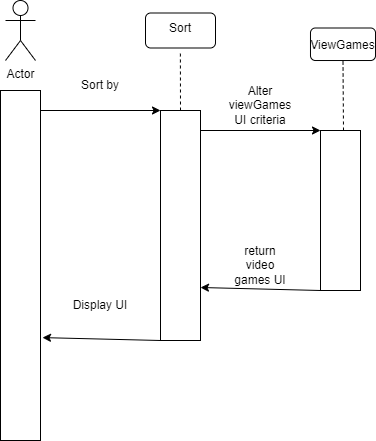 Sort
ViewGames
Actor
Sort by
Alter
viewGames
UI criteria
return
video
games UI
Display UI